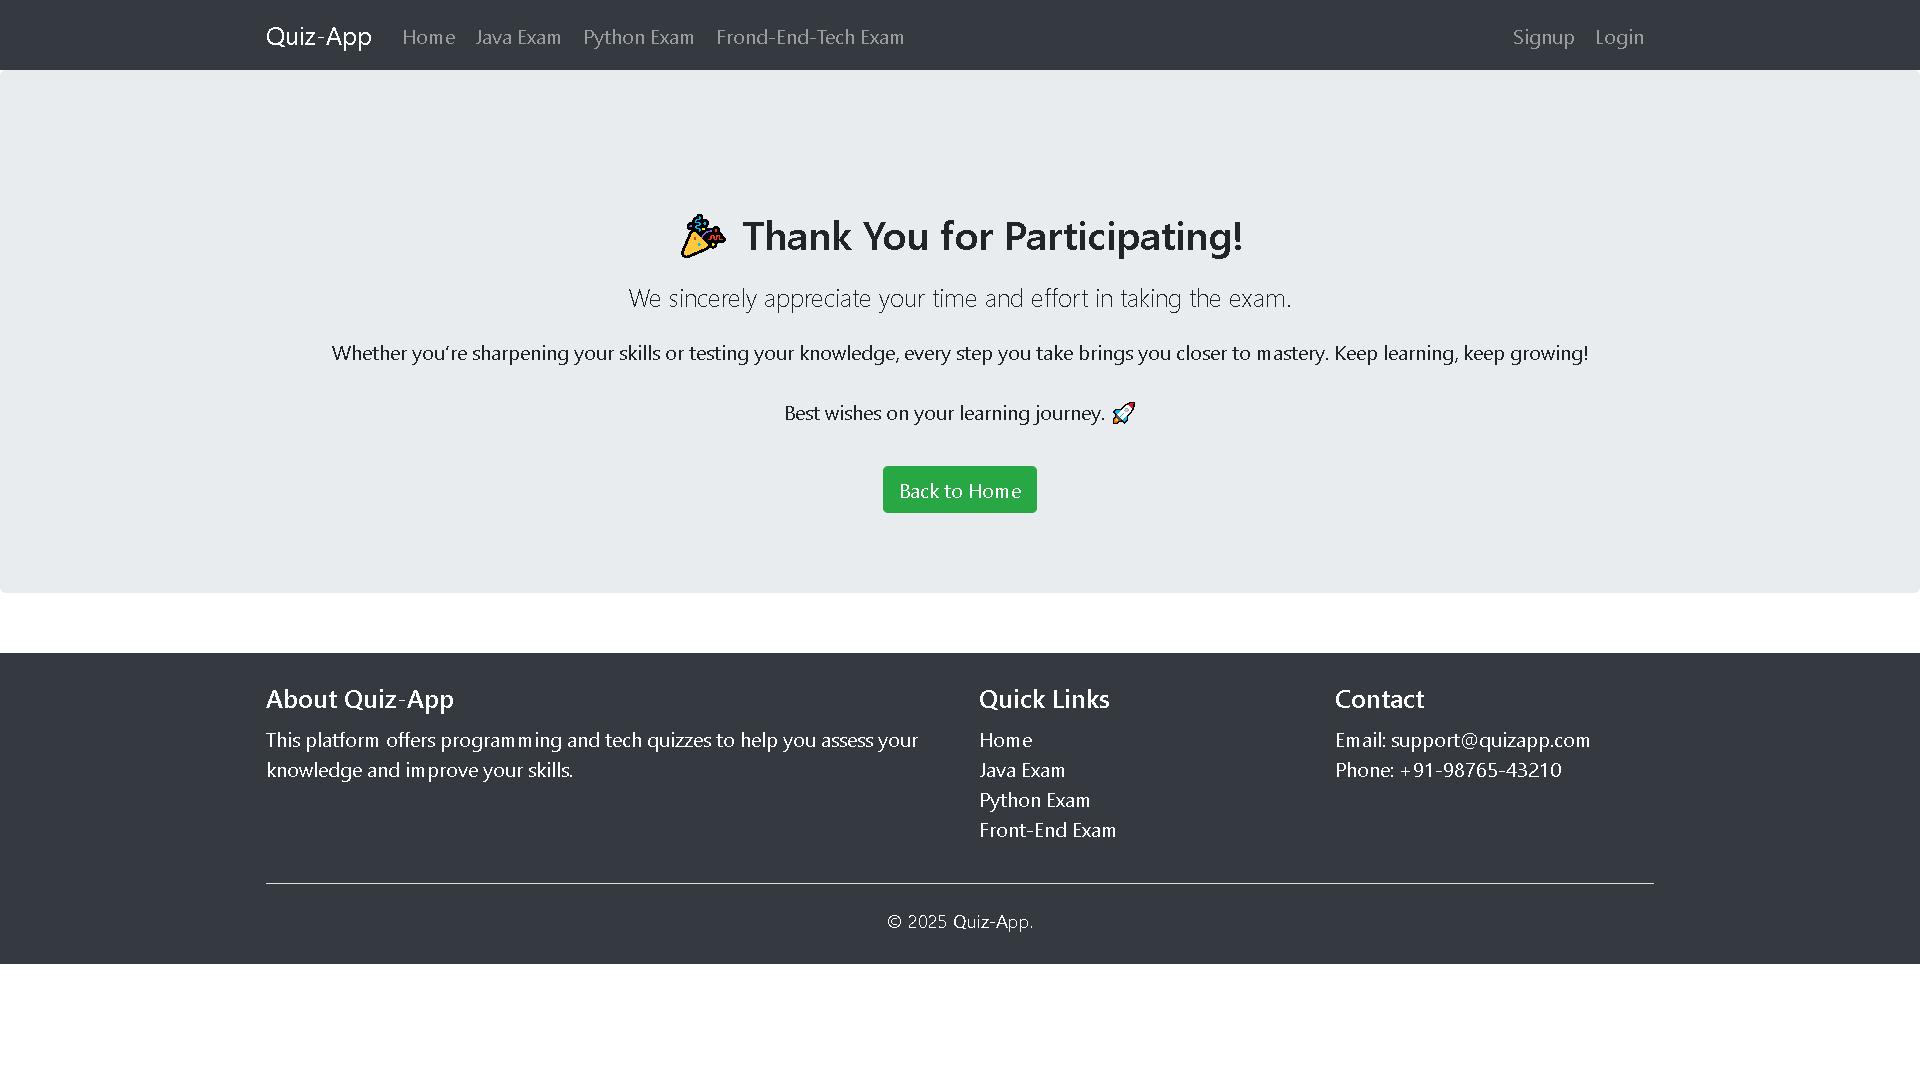 Quiz-App Home Java Exam Python Exam Frond-End-Tech Exam Signup Login
🎉 Thank You for Participating!
We sincerely appreciate your time and effort in taking the exam.
Whether you’re sharpening your skills or testing your knowledge, every step you take brings you closer to mastery. Keep learning, keep growing!
Best wishes on your learning journey. 🚀
Back to Home
About Quiz-App
This platform offers programming and tech quizzes to help you assess your
knowledge and improve your skills.
Quick Links
Home
Java Exam
Python Exam
Front-End Exam
Contact
Email: support@quizapp.com
Phone: +91-98765-43210
© 2025 Quiz-App.